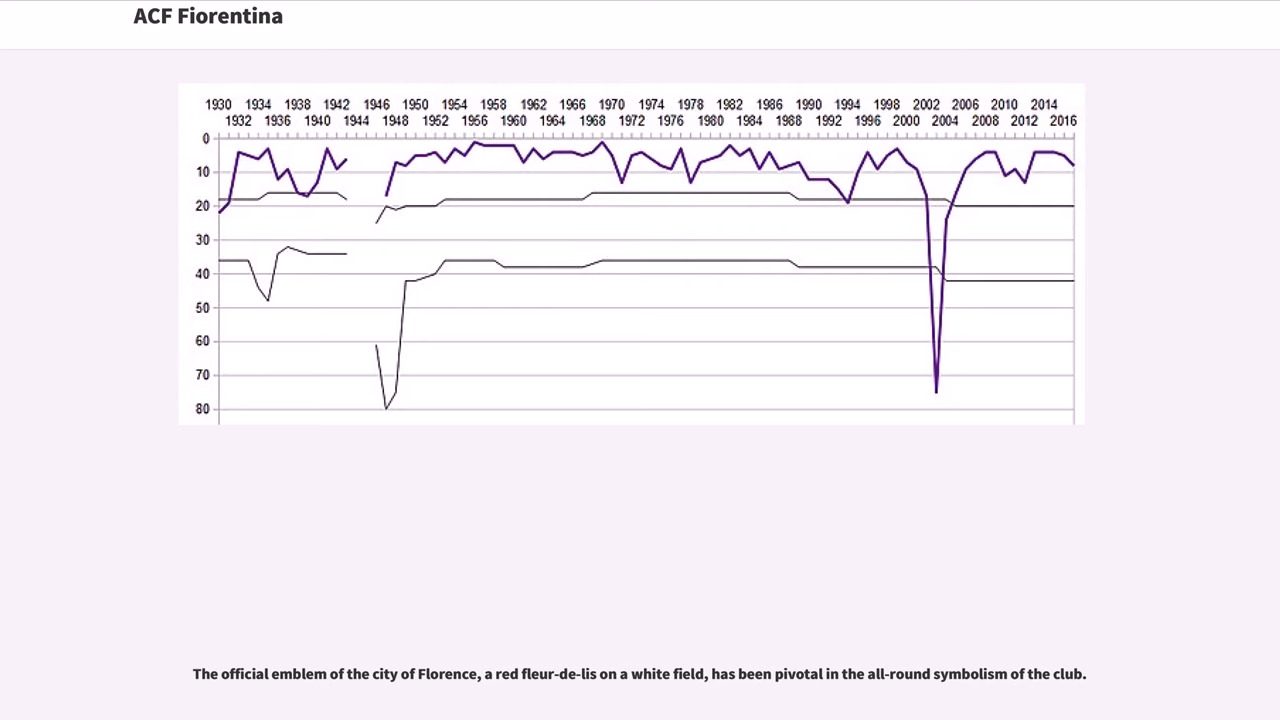 ACF Fiorentina
1930 1934 1938 1942 1946 1950 1954 1958 1962 1966 1970 1974 1978 1982 1986 1990 1994 1998 2002 2006 2010 2014
1932 1936 1940 1944 1948 1952 1956 1960 1964 1968 1972 1976 1980 1984 1988 1992 1996 2000 2004 2008 2012 2016
0
10
20
30
40
50
60
70
80
The official emblem of the city of Florence, a red fleur-de-lis on a white field, has been pivotal in the all-round symbolism of the club.